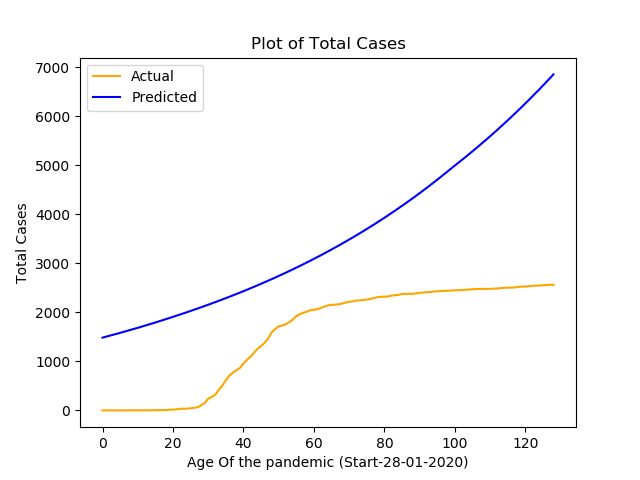 Plot of Total Cases
Actual
Predicted
Total Cases
7000
6000
5000
4000
3000
2000
1000
0
0 20 40 60 80 100 120
Age Of the pandemic (Start-28-01-2020)